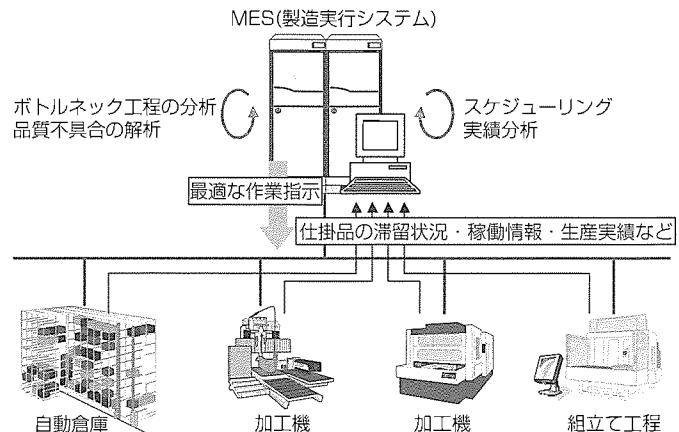 MES(製造実行システム)
ボトルネック工程の分析
品質不具合の解析
スケジューリング
実績分析
最適な作業指示
仕掛品の滞留状況・稼働情報・生産実績など
自動倉庫
加工機
加工機
組立て工程